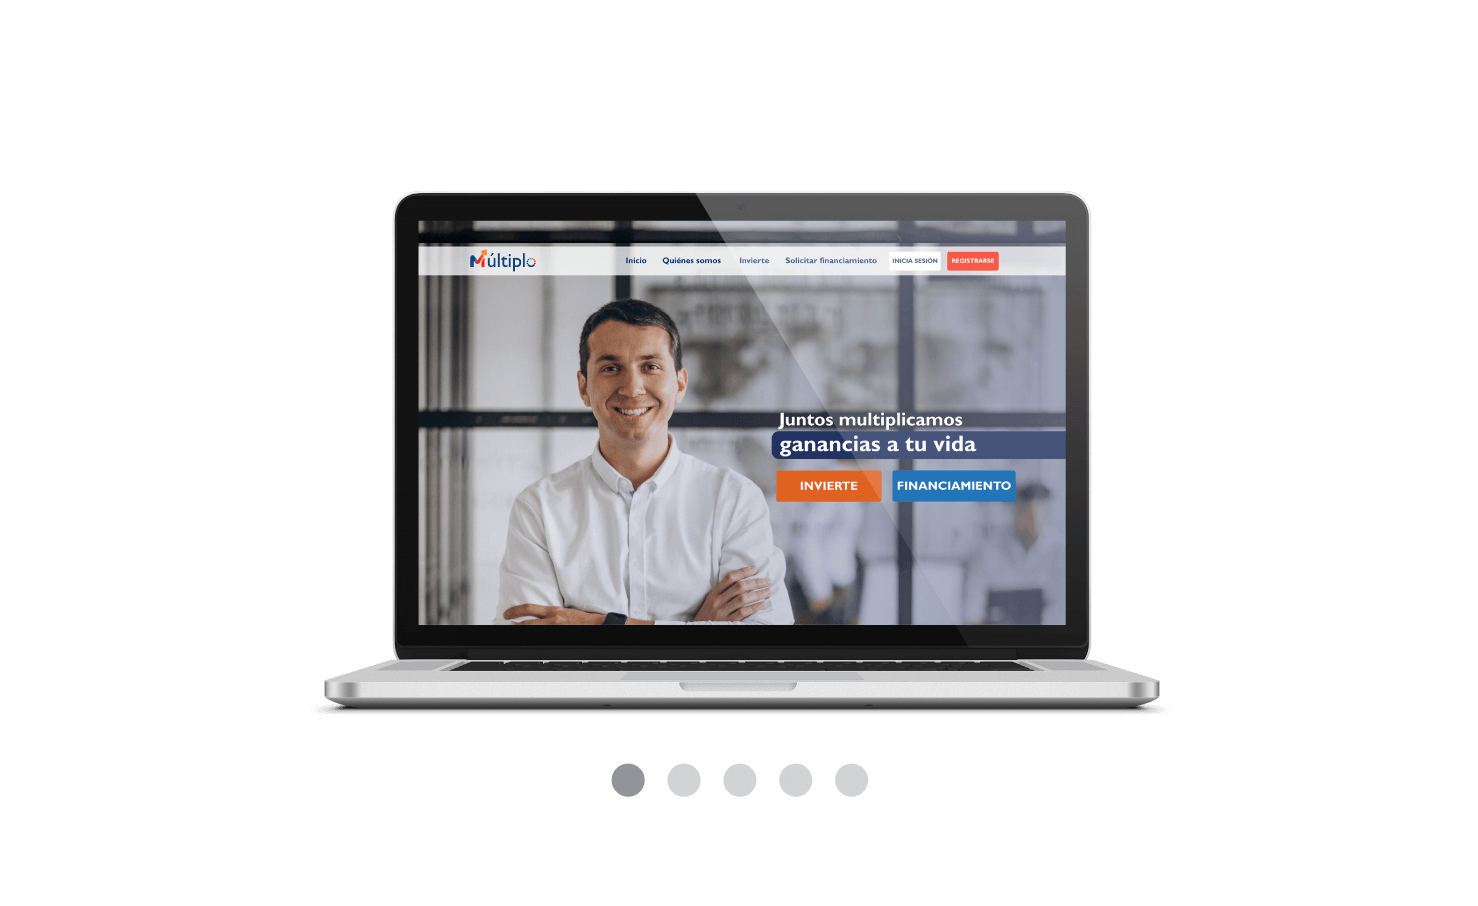 Múltiplo
Inicio Quiénes somos Invierte Solicitar financiamiento INICIA SESIÓN REGISTRARSE
Juntos multiplicamos
ganancias a tu vida
INVIERTE FINANCIAMIENTO